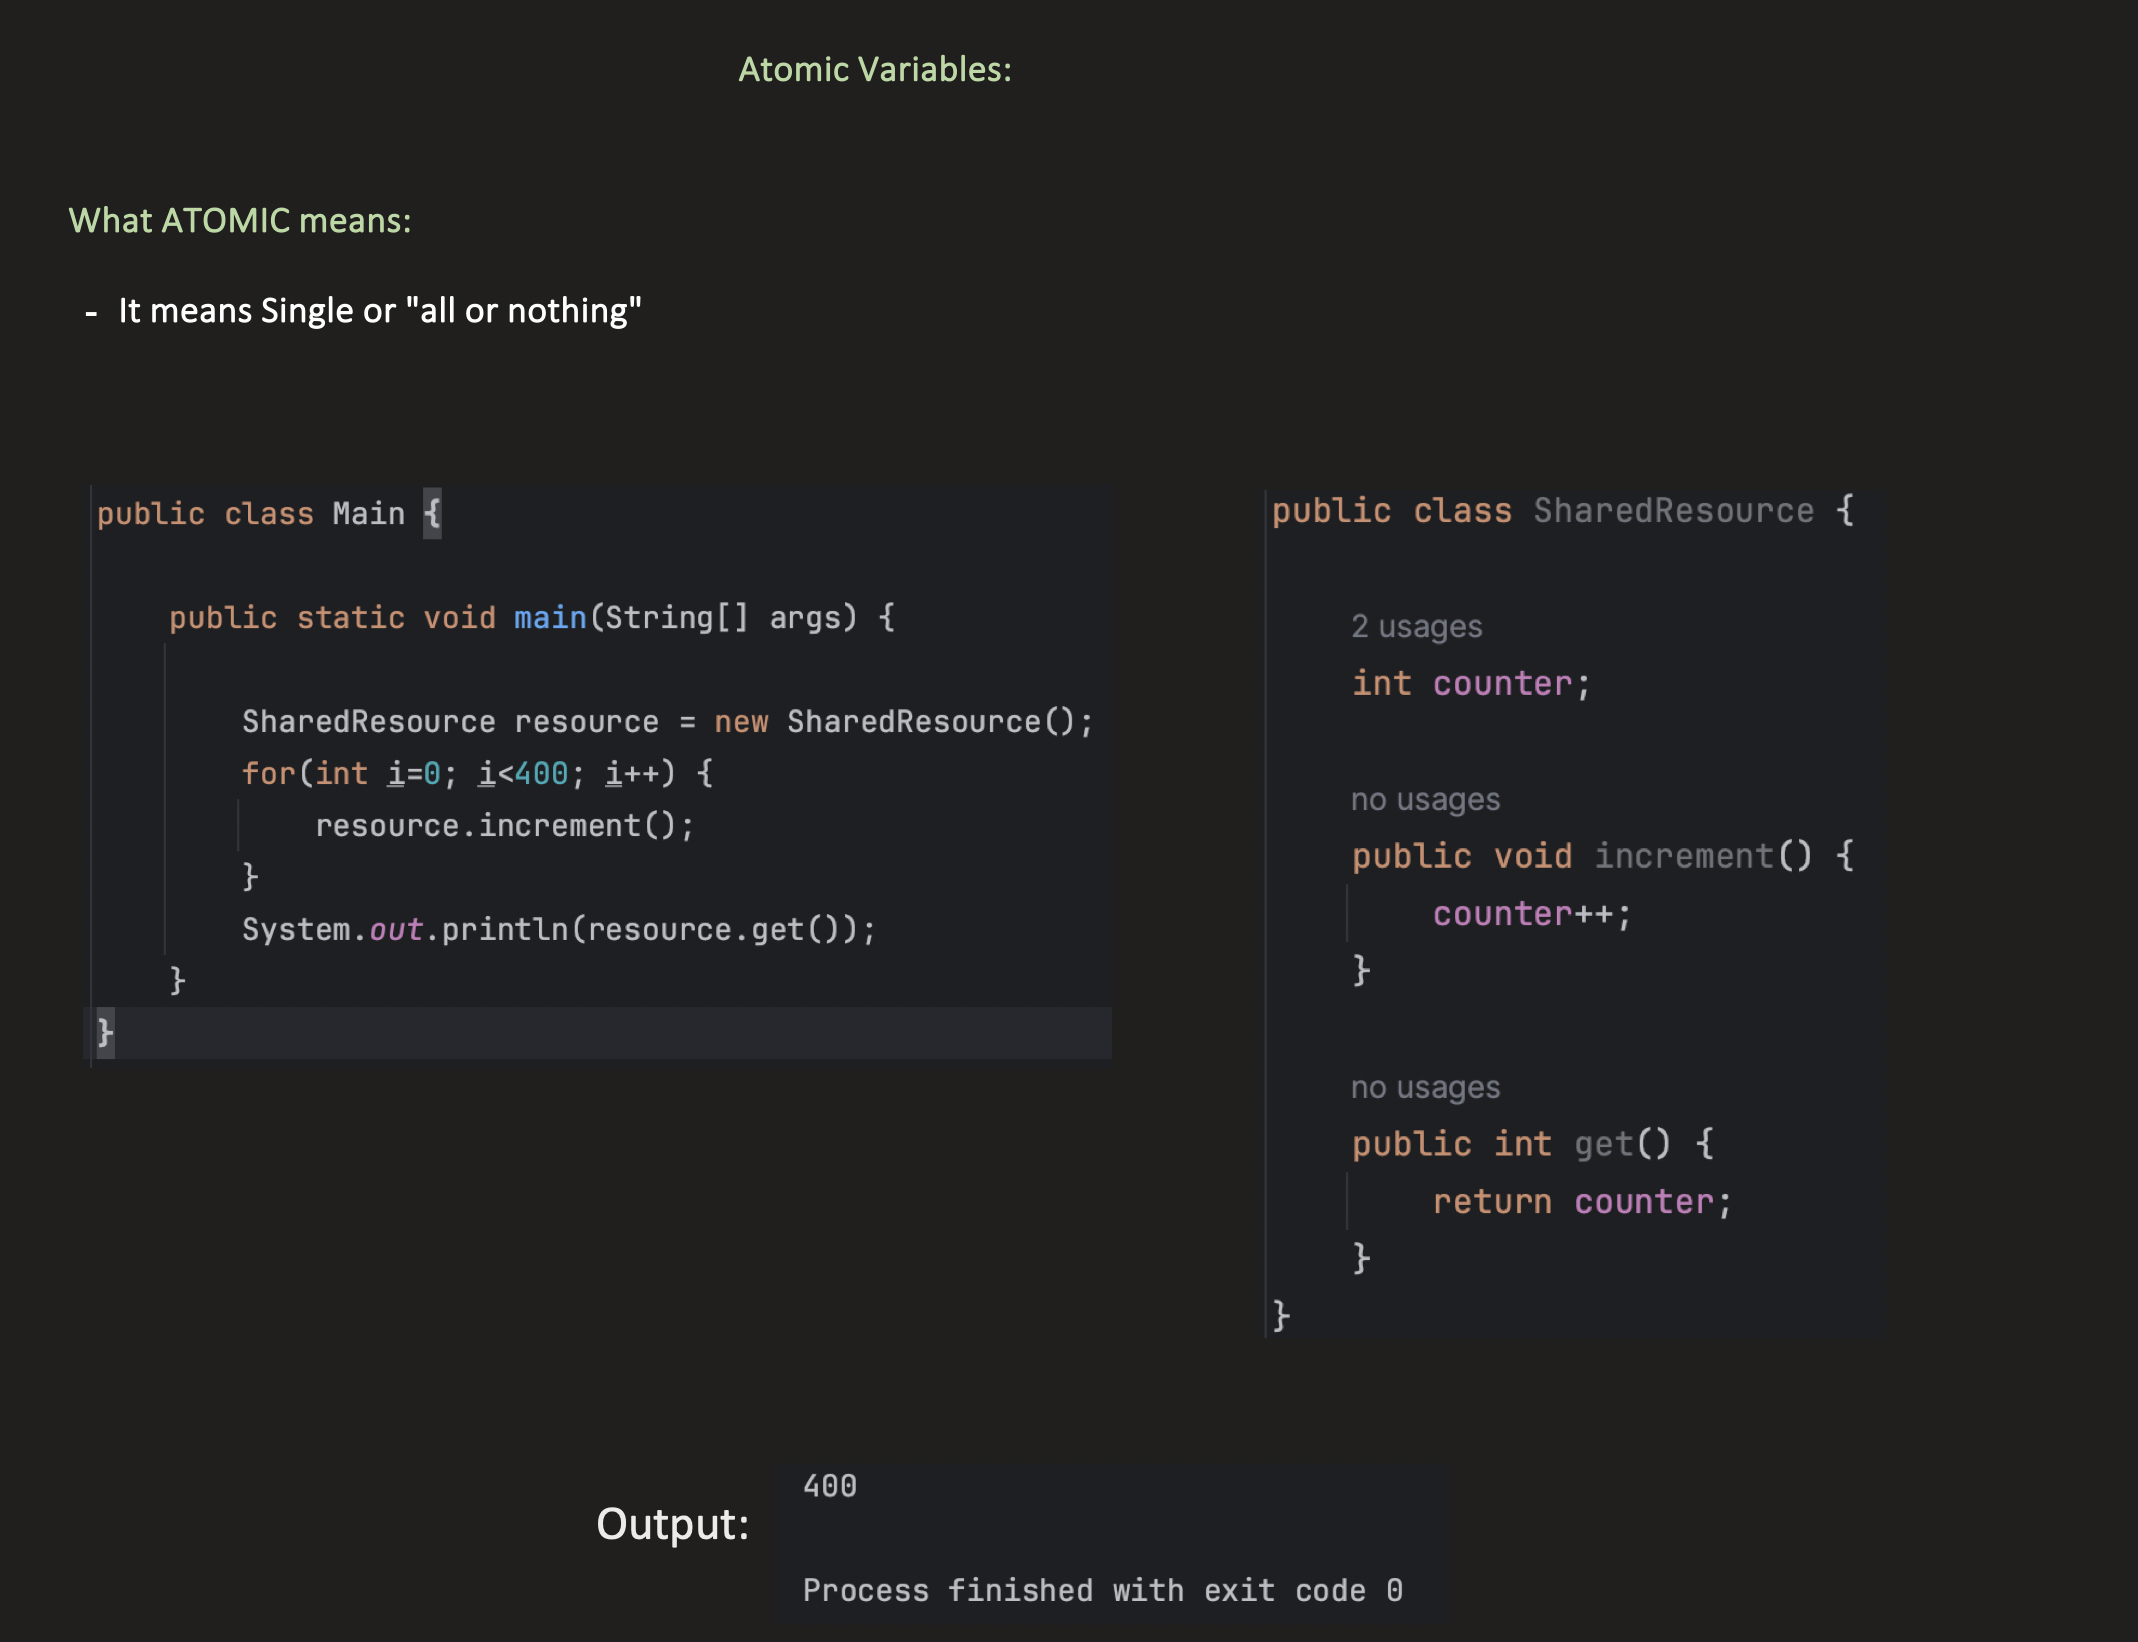 Atomic Variables:
What ATOMIC means:
- It means Single or "all or nothing"
public class Main {
public static void main(String[] args) {
SharedResource resource = new SharedResource();
for(int i=0; i<400; i++) {
resource.increment();
}
System.out.println(resource.get());
}
}
public class SharedResource {
2 usages
int counter;
no usages
public void increment() {
counter++;
}
no usages
public int get() {
return counter;
}
}
Output:
400
Process finished with exit code 0